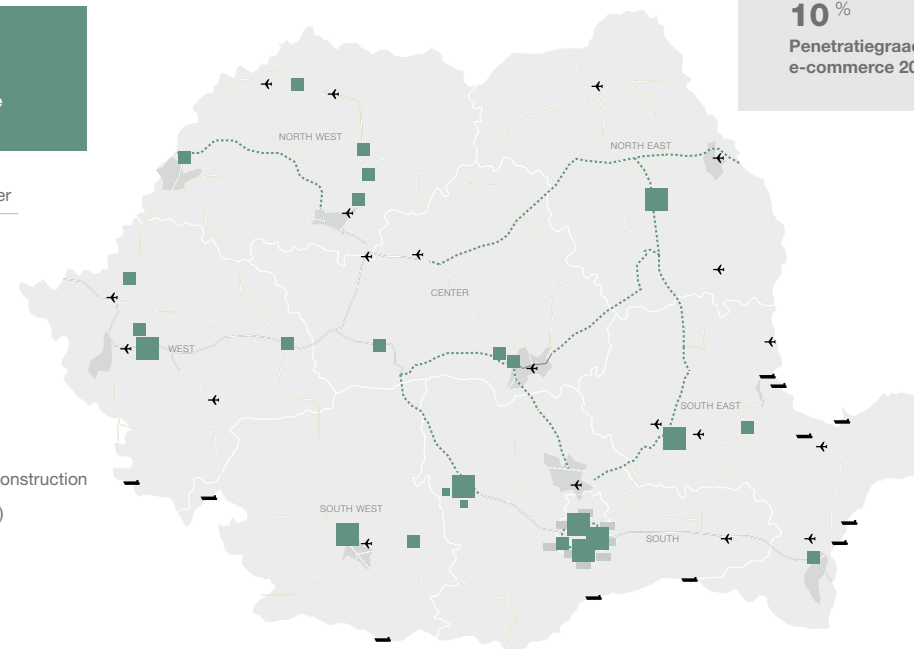 10 %
Penetratiegraad
e-commerce 20
NORTH WEST
NORTH EAST
CENTER
WEST
SOUTH EAST
onstruction
)
SOUTH WEST
SOUTH
er
e